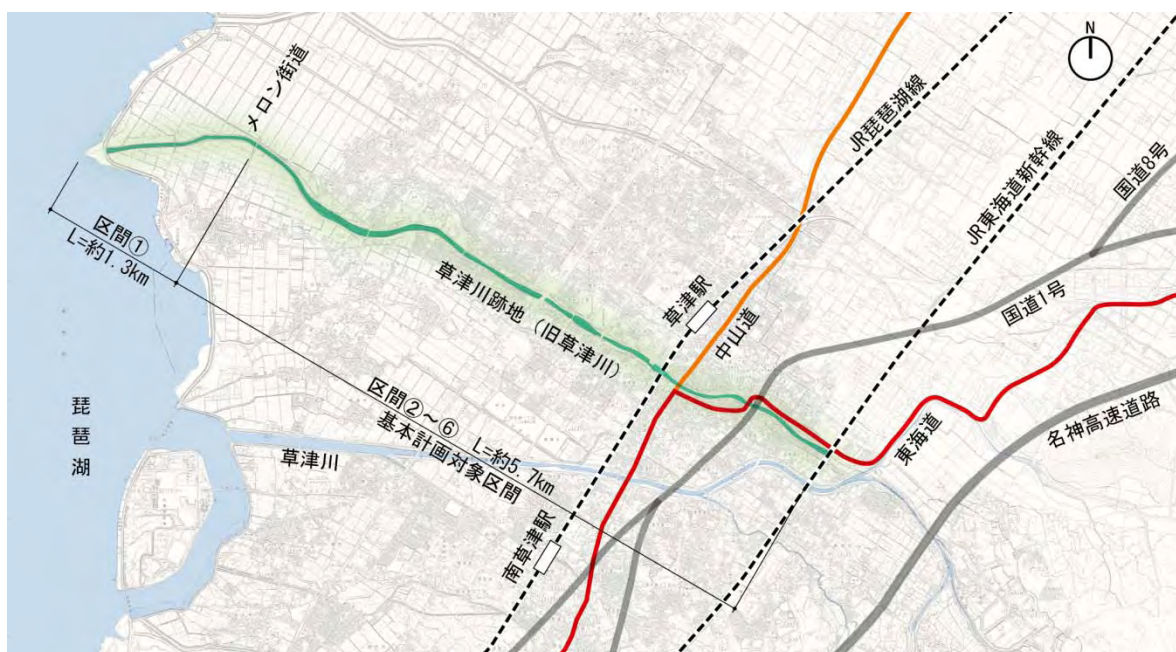 N
メロン街道
JR琵琶湖線
JR東海道新幹線
国道8号
区間①
L=約1.3km
草津川跡地（旧草津川）
草津駅
中山道
国道1号
琵琶湖
草津川
区間②～⑥ L=約5.7km
基本計画対象区間
東海道
名神高速道路
南草津駅